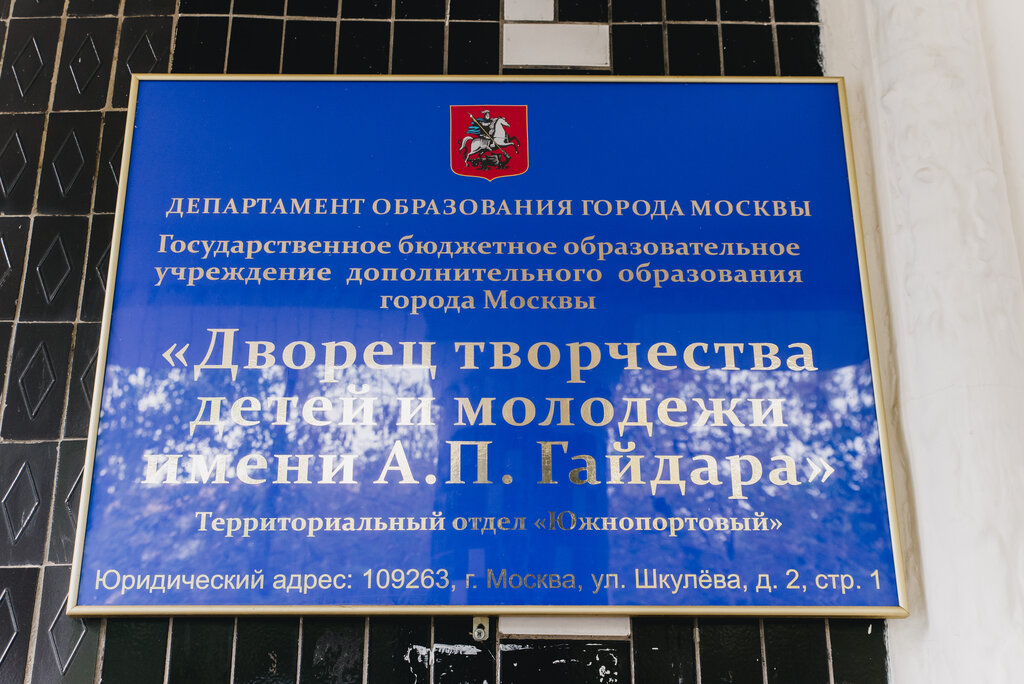 ДЕПАРТАМЕНТ ОБРАЗОВАНИЯ ГОРОДА МОСКВЫ
Государственное бюджетное образовательное
учреждение дополнительного образования
города Москвы
«Дворец творчества
детей и молодежи
имени А.П. Гайдара»
Территориальный отдел «Южнопортовый»
Юридический адрес: 109263, г. Москва, ул. Шкулёва, д. 2, стр. 1